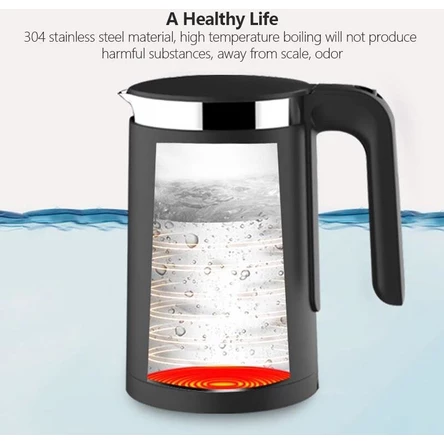 A Healthy Life
304 stainless steel material, high temperature boiling will not produce
harmful substances, away from scale, odor